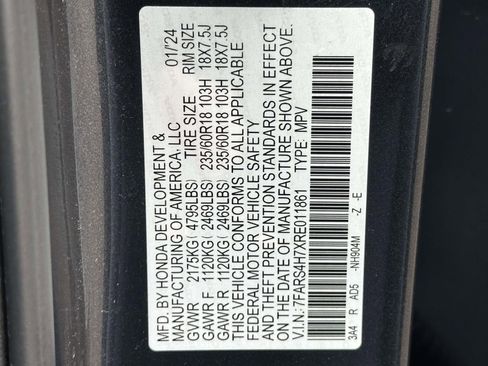 MFD. BY HONDA DEVELOPMENT &
MANUFACTURING OF AMERICA, LLC 01/24
GVWR 2175KG( 4795LBS) TIRE SIZE RIM SIZE
GAWR F 1120KG( 2469LBS) 235/60R18 103H 18X7.5J
GAWR R 1120KG( 2469LBS) 235/60R18 103H 18X7.5J
THIS VEHICLE CONFORMS TO ALL APPLICABLE
FEDERAL MOTOR VEHICLE SAFETY
AND THEFT PREVENTION STANDARDS IN EFFECT
ON THE DATE OF MANUFACTURE SHOWN ABOVE.
V.I.N.: 7FARS4H7XRE011861 TYPE: MPV
3A4 R AD5 -NH904M -Z -E